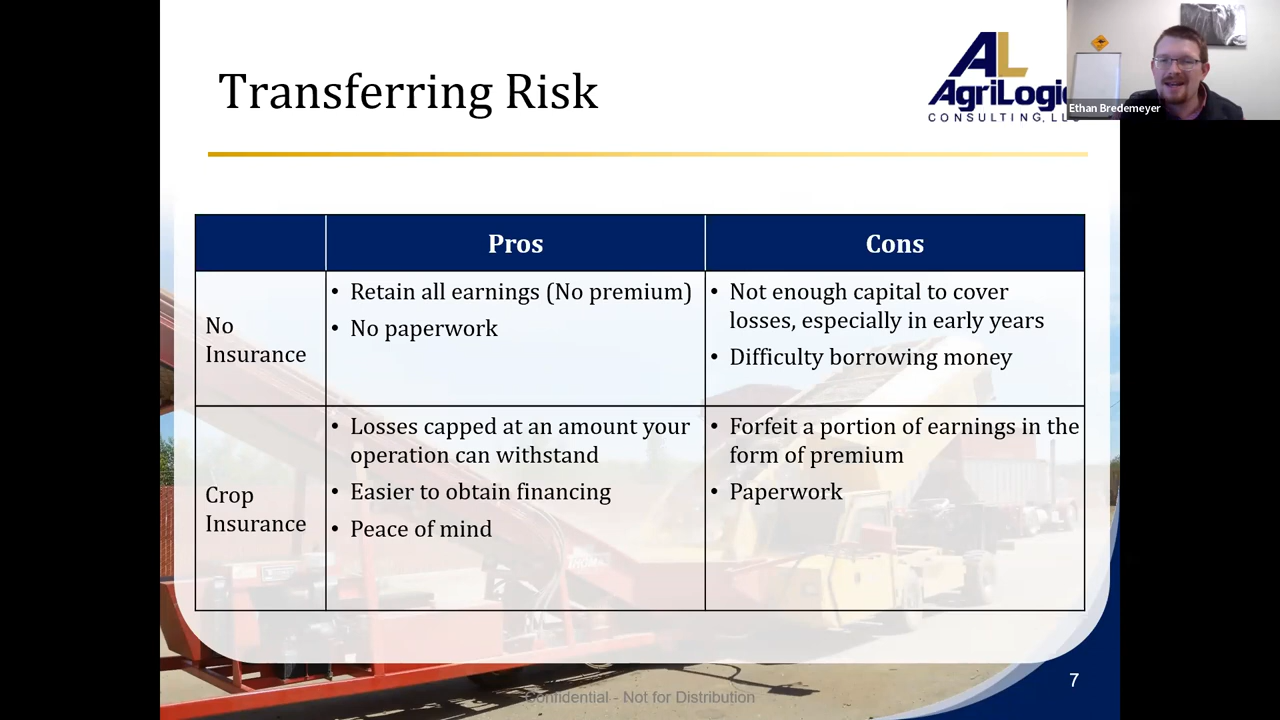 Transferring Risk
AL
AgriLogic
CONSULTING, LLC
Ethan Bredemeyer
Pros
Cons
No
Insurance
• Retain all earnings (No premium)
• No paperwork
• Not enough capital to cover
losses, especially in early years
• Difficulty borrowing money
Crop
Insurance
• Losses capped at an amount your
operation can withstand
• Easier to obtain financing
• Peace of mind
• Forfeit a portion of earnings in the
form of premium
• Paperwork
7
Confidential - Not for Distribution